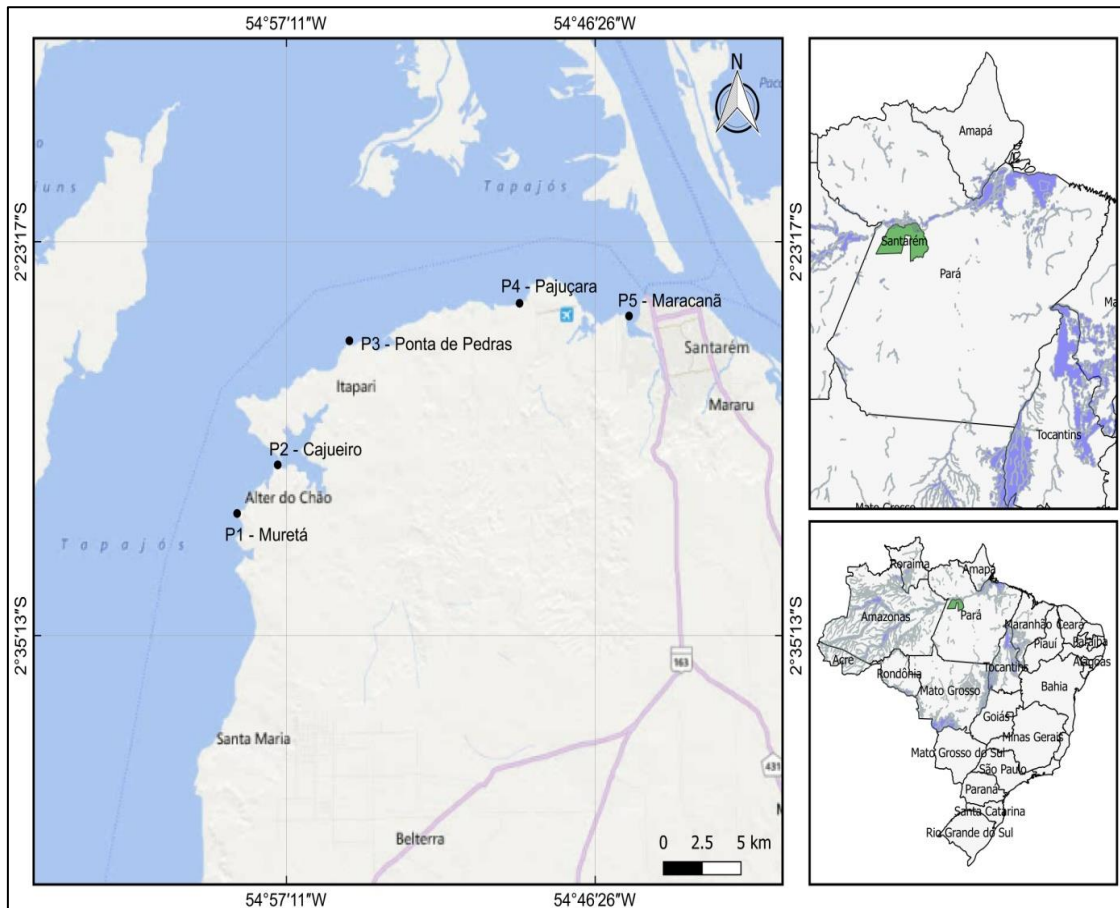 54°57'11"W
54°46'26"W
2°23'17"S
2°35'13"S
N
Tapajós
P4 - Pajuçara
P5 - Maracanã
P3 - Ponta de Pedras
Santarém
Itapari
Mararu
P2 - Cajueiro
Alter do Chão
P1 - Muretá
Tapajós
163
Santa Maria
431
Belterra
0 2.5 5 km
54°57'11"W
54°46'26"W
2°23'17"S
2°35'13"S
Amapá
Santarém
Pará
Tocantins
Mato Grosso
Roraima
Amapá
Amazonas
Pará
Maranhão
Ceará
Paraíba
Piauí
Alagoas
Acre
Rondônia
Tocantins
Mato Grosso
Bahia
Goiás
Minas Gerais
Mato Grosso do Sul
São Paulo
Paraná
Santa Catarina
Rio Grande do Sul